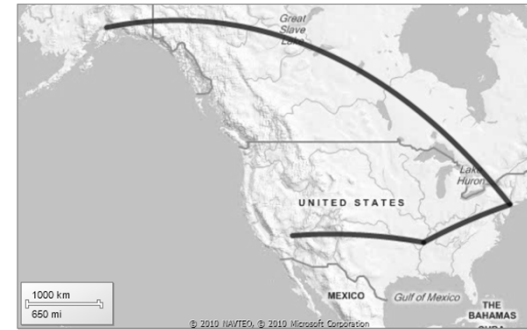 Great
Slave
Lake
Lake
Huron
UNITED STATES
MEXICO
Gulf of Mexico
THE
BAHAMAS
CUBA
1000 km
650 mi
© 2010 NAVTEQ, © 2010 Microsoft Corporation